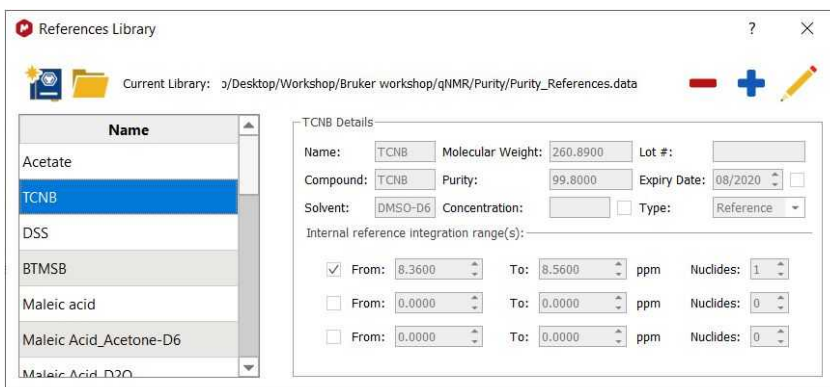 References Library ? ×
Current Library: ɔ/Desktop/Workshop/Bruker workshop/qNMR/Purity/Purity_References.data
Name
Acetate
TCNB
DSS
BTMSB
Maleic acid
Maleic Acid_Acetone-D6
Maleic Acid_D2O
TCNB Details
Name: TCNB Molecular Weight: 260.8900 Lot #:
Compound: TCNB Purity: 99.8000 Expiry Date: 08/2020
Solvent: DMSO-D6 Concentration: Type: Reference
Internal reference integration range(s):
From: 8.3600 To: 8.5600 ppm Nuclides: 1
From: 0.0000 To: 0.0000 ppm Nuclides: 0
From: 0.0000 To: 0.0000 ppm Nuclides: 0